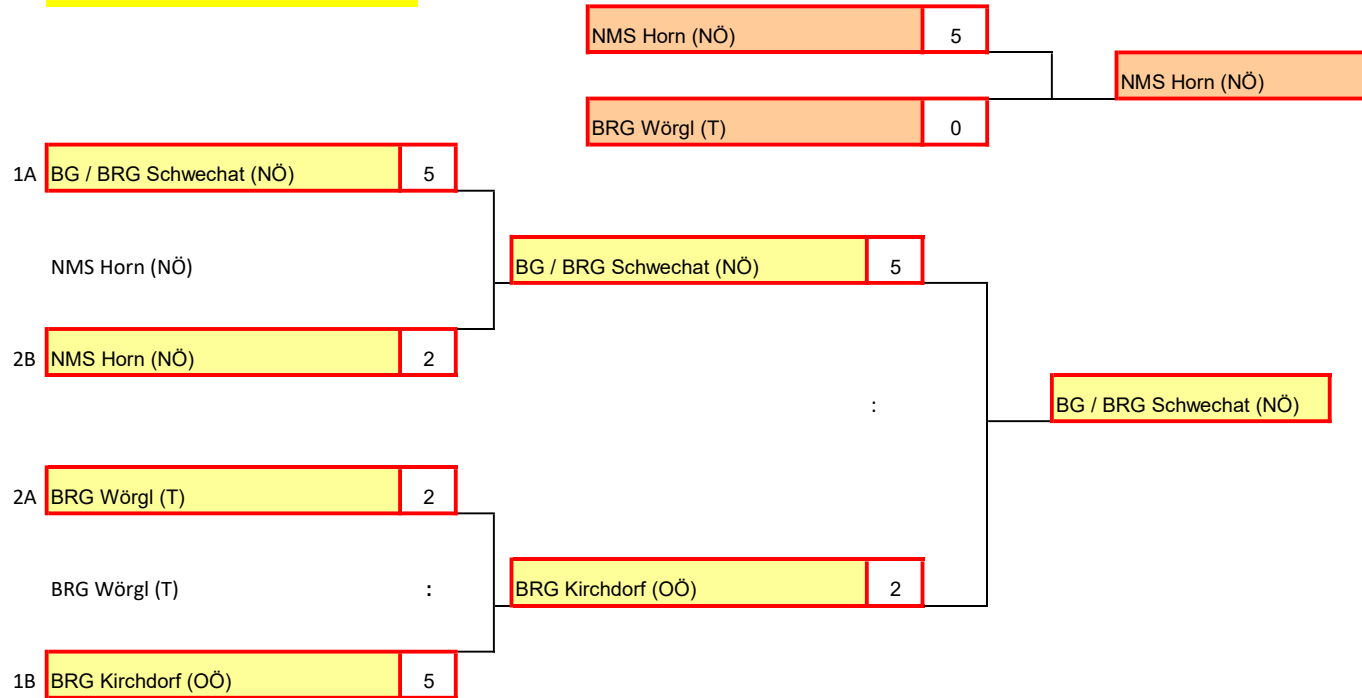 NMS Horn (NÖ) 5
NMS Horn (NÖ)
BRG Wörgl (T) 0
1A BG / BRG Schwechat (NÖ) 5
NMS Horn (NÖ)
BG / BRG Schwechat (NÖ) 5
2B NMS Horn (NÖ) 2
:
BG / BRG Schwechat (NÖ)
2A BRG Wörgl (T) 2
BRG Wörgl (T) :
BRG Kirchdorf (OÖ) 2
1B BRG Kirchdorf (OÖ) 5